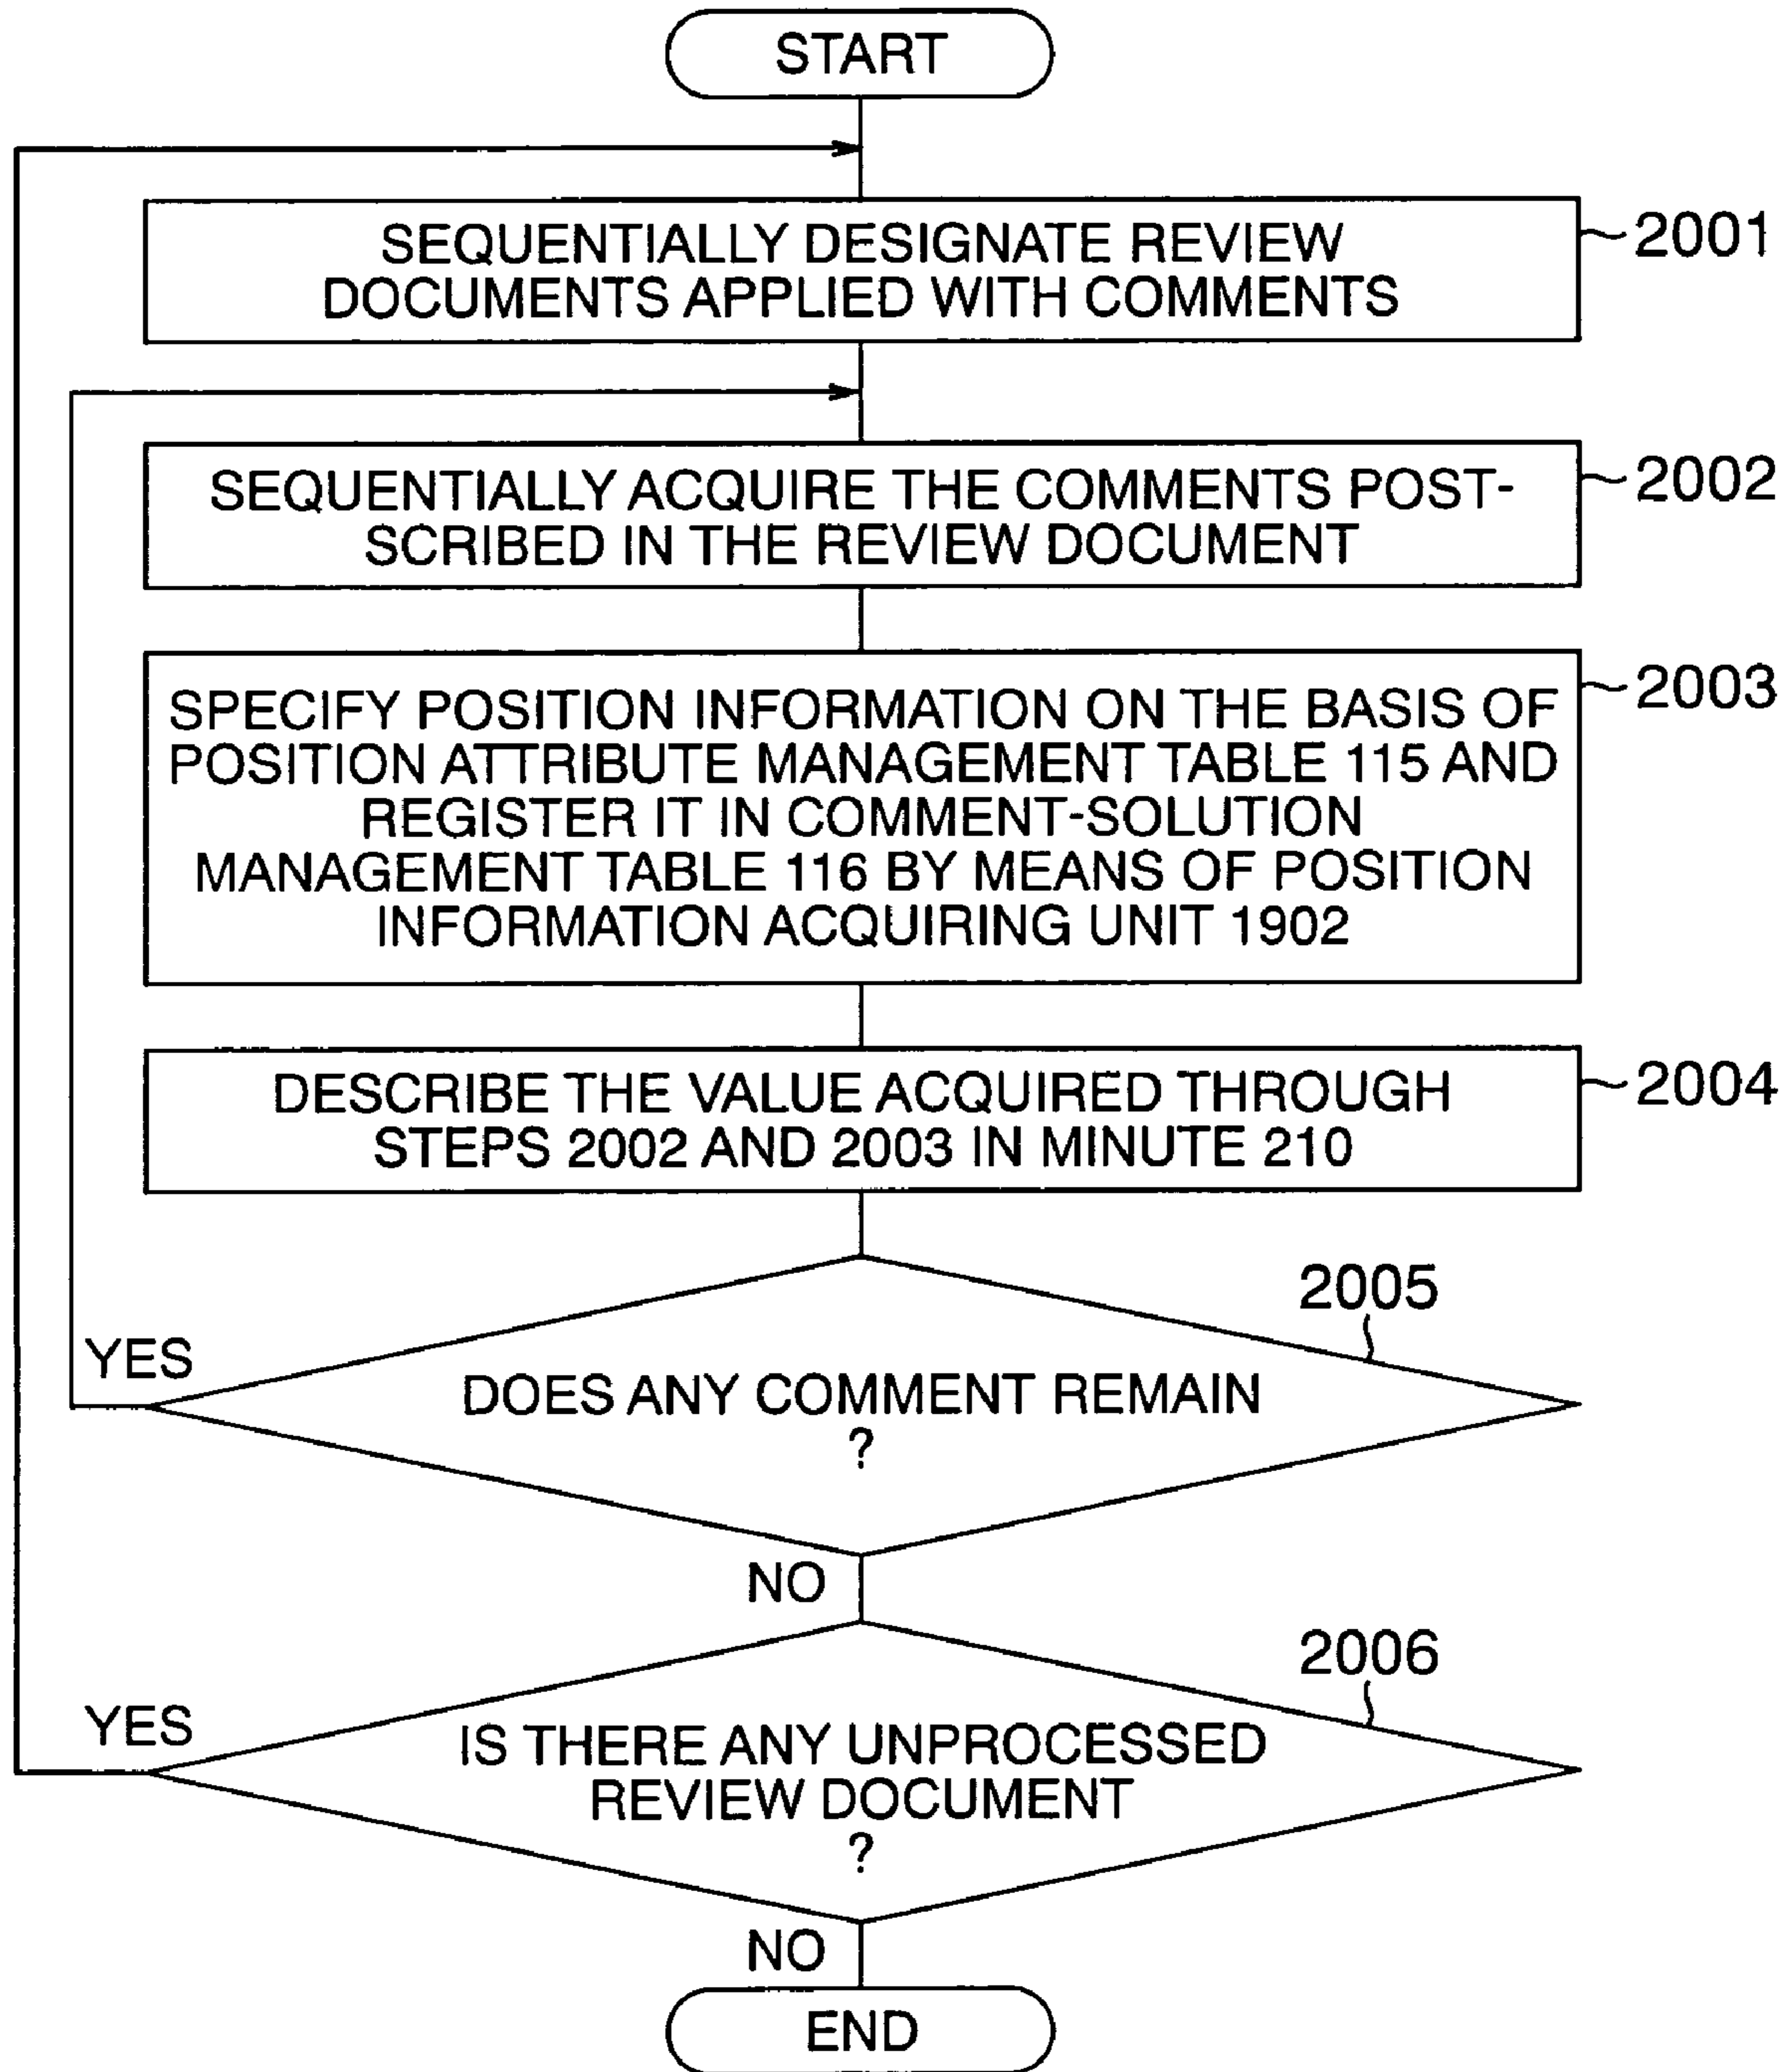 START
SEQUENTIALLY DESIGNATE REVIEW
DOCUMENTS APPLIED WITH COMMENTS
2001
SEQUENTIALLY ACQUIRE THE COMMENTS POST-
SCRIBED IN THE REVIEW DOCUMENT
2002
SPECIFY POSITION INFORMATION ON THE BASIS OF
POSITION ATTRIBUTE MANAGEMENT TABLE 115 AND
REGISTER IT IN COMMENT-SOLUTION
MANAGEMENT TABLE 116 BY MEANS OF POSITION
INFORMATION ACQUIRING UNIT 1902
2003
DESCRIBE THE VALUE ACQUIRED THROUGH
STEPS 2002 AND 2003 IN MINUTE 210
2004
2005
YES
DOES ANY COMMENT REMAIN
?
NO
2006
YES
IS THERE ANY UNPROCESSED
REVIEW DOCUMENT
?
NO
END